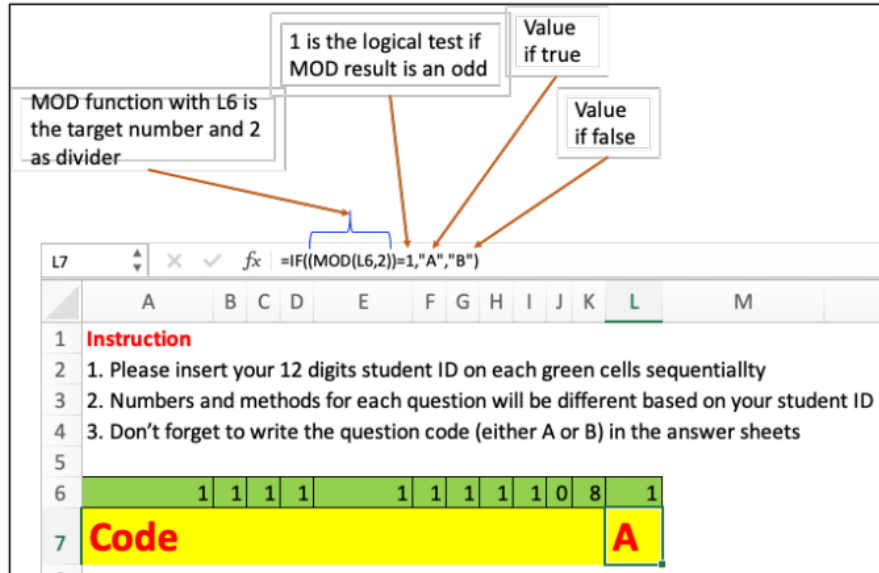 1 is the logical test if
MOD result is an odd
Value
if true
MOD function with L6 is
the target number and 2
as divider
Value
if false
L7 fx =IF((MOD(L6,2))=1,"A","B")
A B C D E F G H I J K L M
1 Instruction
2 1. Please insert your 12 digits student ID on each green cells sequentiallty
3 2. Numbers and methods for each question will be different based on your student ID
4 3. Don't forget to write the question code (either A or B) in the answer sheets
5
6 1 1 1 1 1 1 1 1 1 0 8 1
7 Code A